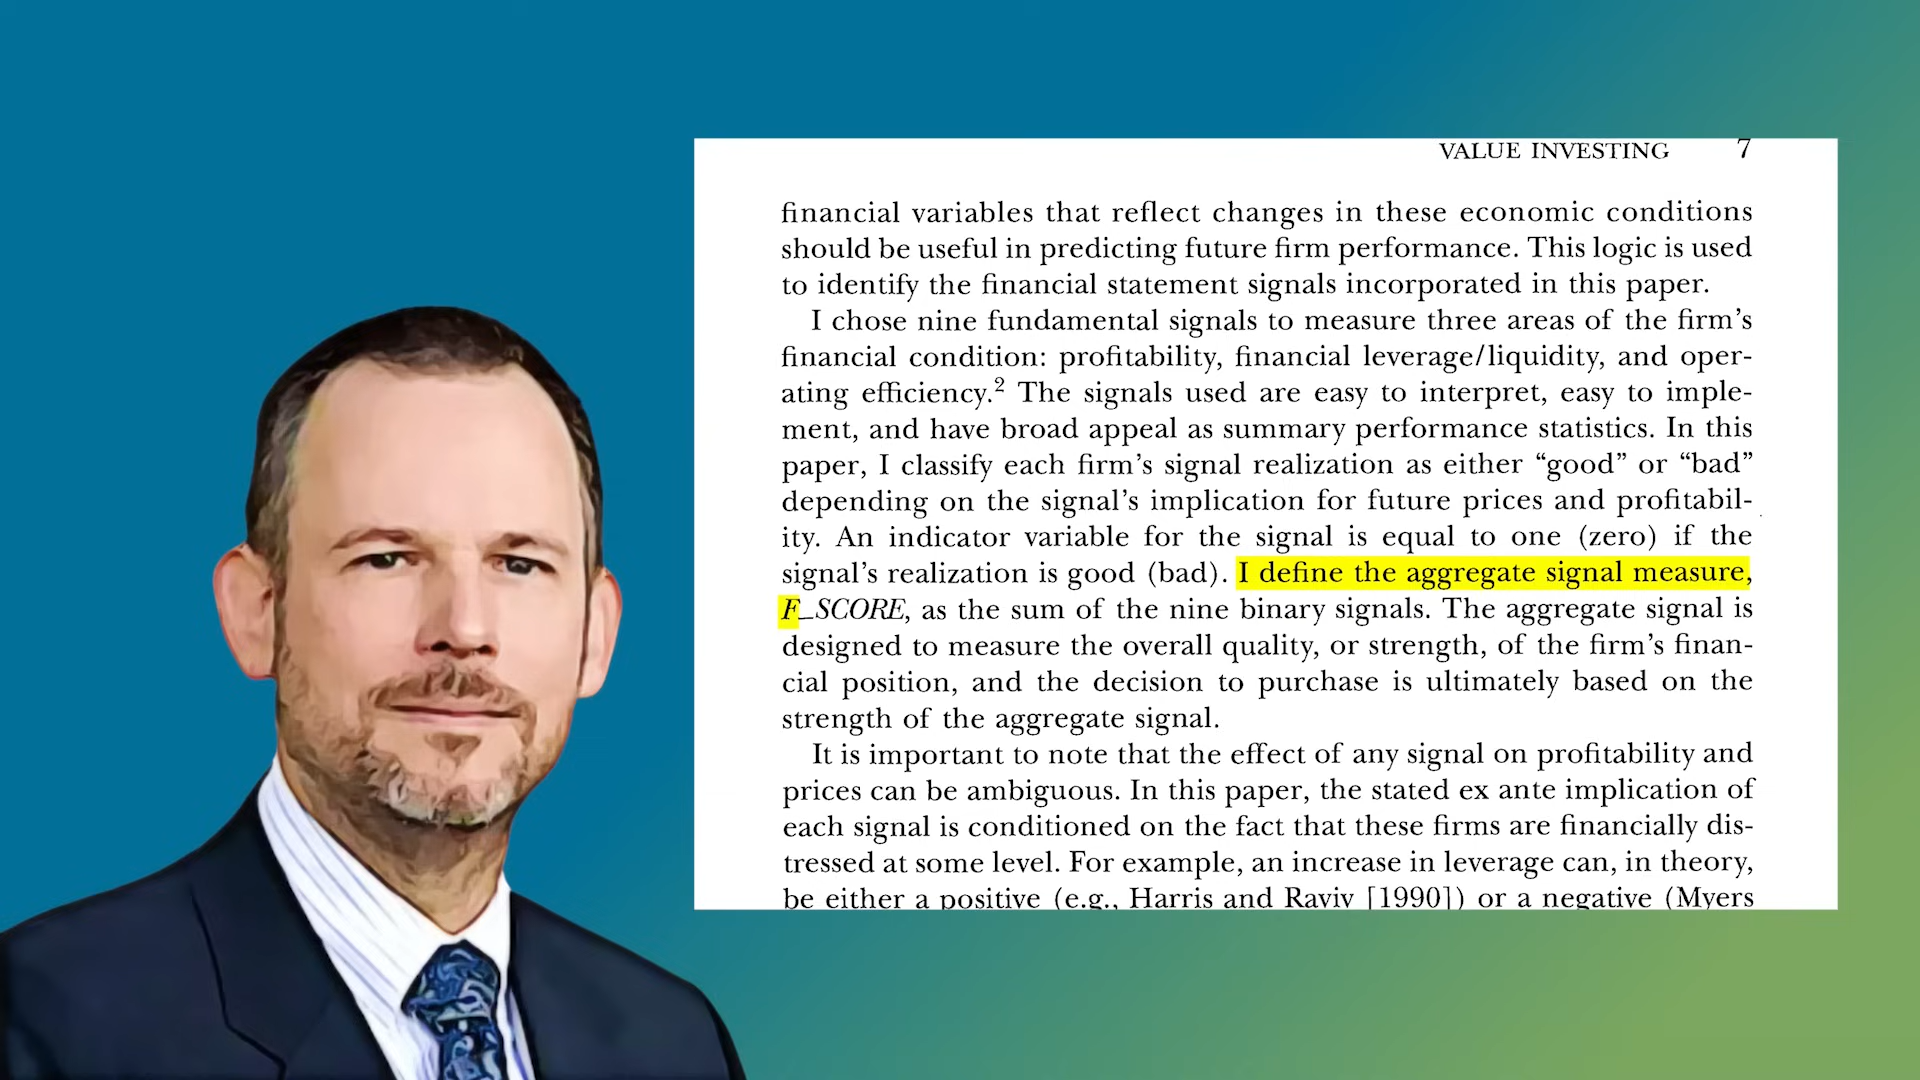 VALUE INVESTING 7
financial variables that reflect changes in these economic conditions
should be useful in predicting future firm performance. This logic is used
to identify the financial statement signals incorporated in this paper.
I chose nine fundamental signals to measure three areas of the firm's
financial condition: profitability, financial leverage/liquidity, and oper-
ating efficiency.² The signals used are easy to interpret, easy to imple-
ment, and have broad appeal as summary performance statistics. In this
paper, I classify each firm's signal realization as either “good” or “bad”
depending on the signal's implication for future prices and profitabil-
ity. An indicator variable for the signal is equal to one (zero) if the
signal's realization is good (bad). I define the aggregate signal measure,
F_SCORE, as the sum of the nine binary signals. The aggregate signal is
designed to measure the overall quality, or strength, of the firm's finan-
cial position, and the decision to purchase is ultimately based on the
strength of the aggregate signal.
It is important to note that the effect of any signal on profitability and
prices can be ambiguous. In this paper, the stated ex ante implication of
each signal is conditioned on the fact that these firms are financially dis-
tressed at some level. For example, an increase in leverage can, in theory,
be either a positive (e.g., Harris and Raviv [1990]) or a negative (Myers